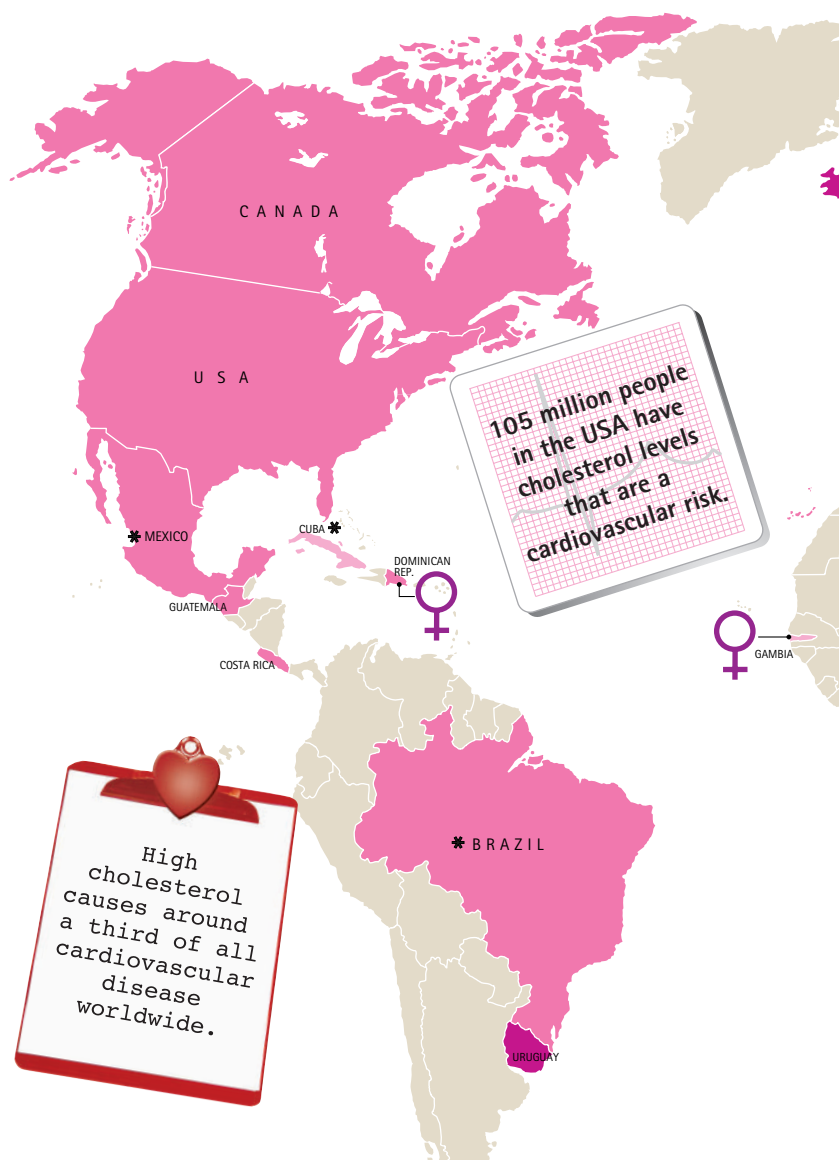 CANADA
USA
105 million people
in the USA have
cholesterol levels
that are a
cardiovascular risk.
* MEXICO
CUBA *
DOMINICAN
REP.
GUATEMALA
COSTA RICA
GAMBIA
* BRAZIL
High
cholesterol
causes around
a third of all
cardiovascular
disease
worldwide.
URUGUAY